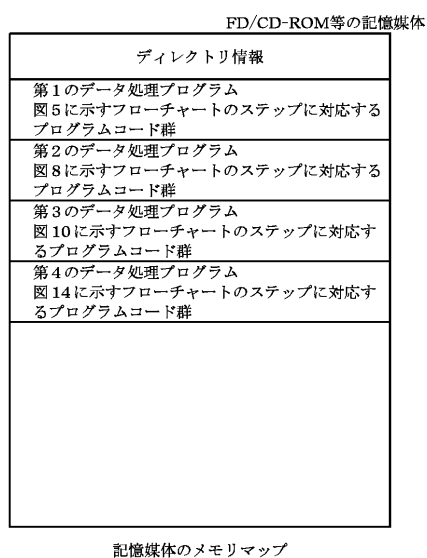 FD/CD-ROM等の記憶媒体
ディレクトリ情報
第1のデータ処理プログラム
図5に示すフローチャートのステップに対応する
プログラムコード群
第2のデータ処理プログラム
図8に示すフローチャートのステップに対応する
プログラムコード群
第3のデータ処理プログラム
図10に示すフローチャートのステップに対応す
るプログラムコード群
第4のデータ処理プログラム
図14に示すフローチャートのステップに対応す
るプログラムコード群
記憶媒体のメモリマップ